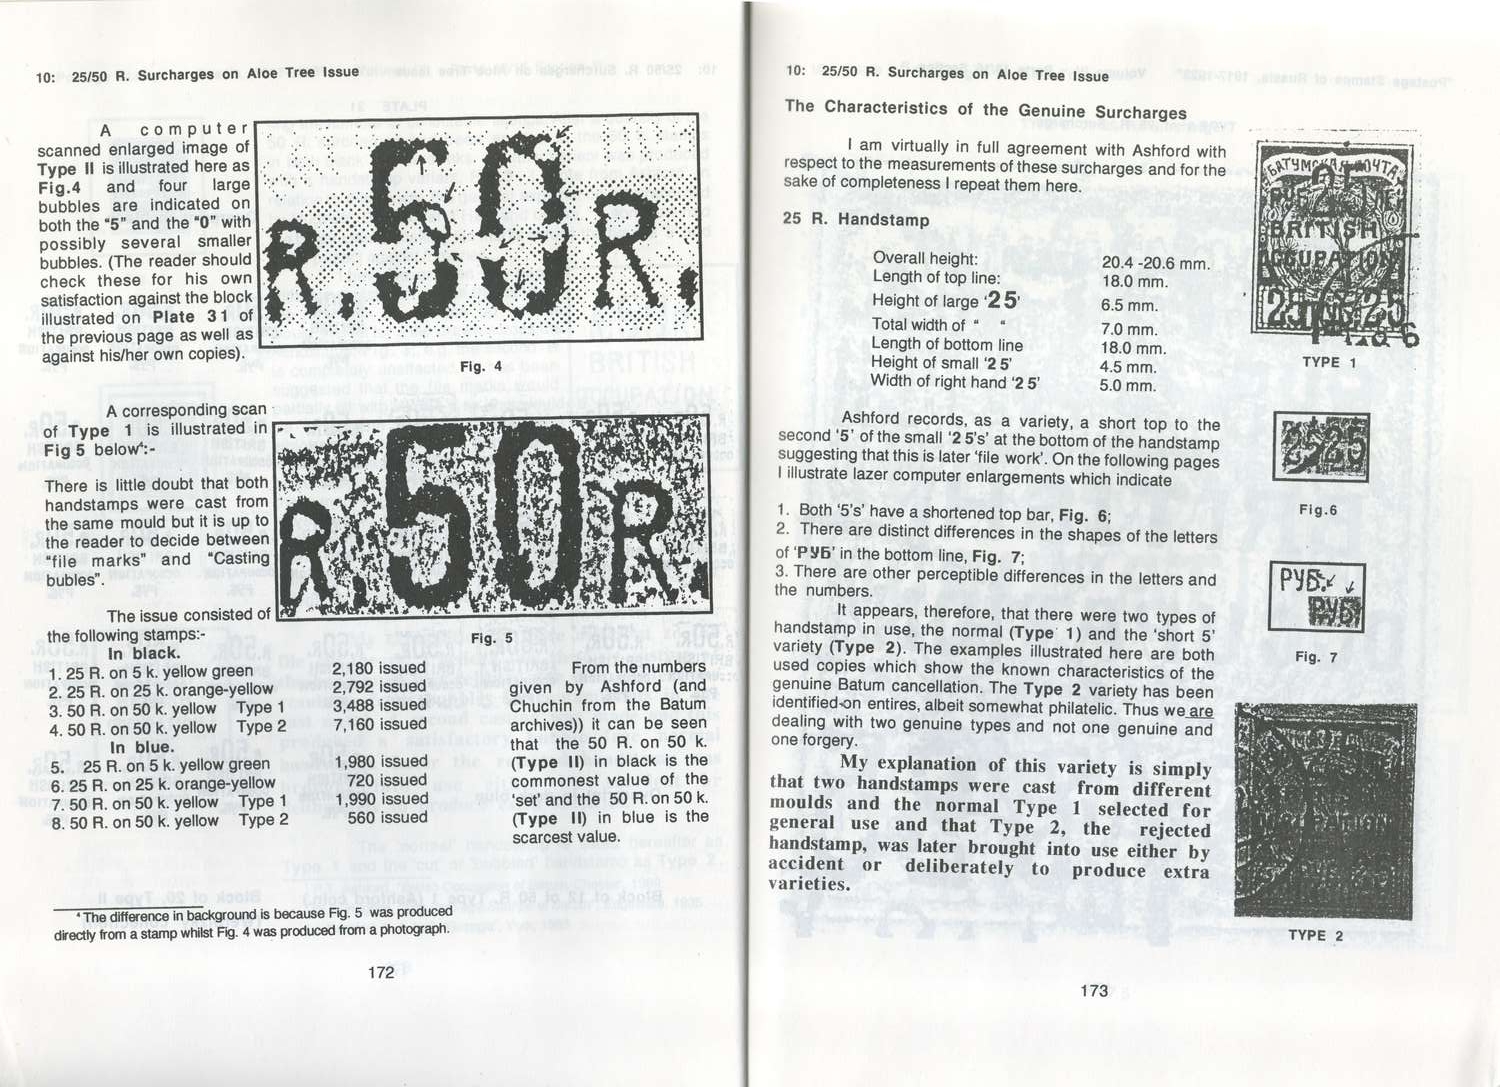 10: 25/50 R. Surcharges on Aloe Tree Issue
A computer
scanned enlarged image of
Type II is illustrated here as
Fig.4 and four large
bubbles are indicated on
both the "5" and the "0" with
possibly several smaller
bubbles. (The reader should
check these for his own
satisfaction against the block
illustrated on Plate 31 of
the previous page as well as
against his/her own copies).
R.50R.
Fig. 4
A corresponding scan
of Type 1 is illustrated in
Fig 5 below⁴:-
There is little doubt that both
handstamps were cast from
the same mould but it is up to
the reader to decide between
"file marks" and "Casting
bubles".
R.50R.
Fig. 5
The issue consisted of
the following stamps:-
In black.
1. 25 R. on 5 k. yellow green 2,180 issued
2. 25 R. on 25 k. orange-yellow 2,792 issued
3. 50 R. on 50 k. yellow Type 1 3,488 issued
4. 50 R. on 50 k. yellow Type 2 7,160 issued
In blue.
5. 25 R. on 5 k. yellow green 1,980 issued
6. 25 R. on 25 k. orange-yellow 720 issued
7. 50 R. on 50 k. yellow Type 1 1,990 issued
8. 50 R. on 50 k. yellow Type 2 560 issued
From the numbers
given by Ashford (and
Chuchin from the Batum
archives)) it can be seen
that the 50 R. on 50 k.
(Type II) in black is the
commonest value of the
'set' and the 50 R. on 50 k.
(Type II) in blue is the
scarcest value.
⁴ The difference in background is because Fig. 5 was produced
directly from a stamp whilst Fig. 4 was produced from a photograph.
172
10: 25/50 R. Surcharges on Aloe Tree Issue
The Characteristics of the Genuine Surcharges
I am virtually in full agreement with Ashford with
respect to the measurements of these surcharges and for the
sake of completeness I repeat them here.
25 R. Handstamp
Overall height: 20.4 -20.6 mm.
Length of top line: 18.0 mm.
Height of large '25' 6.5 mm.
Total width of " " 7.0 mm.
Length of bottom line 18.0 mm.
Height of small '2 5' 4.5 mm.
Width of right hand '2 5' 5.0 mm.
Ashford records, as a variety, a short top to the
second '5' of the small '2 5's' at the bottom of the handstamp
suggesting that this is later 'file work'. On the following pages
I illustrate lazer computer enlargements which indicate
1. Both '5's' have a shortened top bar, Fig. 6;
2. There are distinct differences in the shapes of the letters
of 'РУБ' in the bottom line, Fig. 7;
3. There are other perceptible differences in the letters and
the numbers.
It appears, therefore, that there were two types of
handstamp in use, the normal (Type 1) and the 'short 5'
variety (Type 2). The examples illustrated here are both
used copies which show the known characteristics of the
genuine Batum cancellation. The Type 2 variety has been
identified on entires, albeit somewhat philatelic. Thus we are
dealing with two genuine types and not one genuine and
one forgery.
My explanation of this variety is simply
that two handstamps were cast from different
moulds and the normal Type 1 selected for
general use and that Type 2, the rejected
handstamp, was later brought into use either by
accident or deliberately to produce extra
varieties.
БАТУМСКАЯ ПОЧТА
BRITISH
OCCUPATION
25 25
TYPE 1
25 25
Fig.6
РУБ.
РУБ
Fig. 7
TYPE 2
173